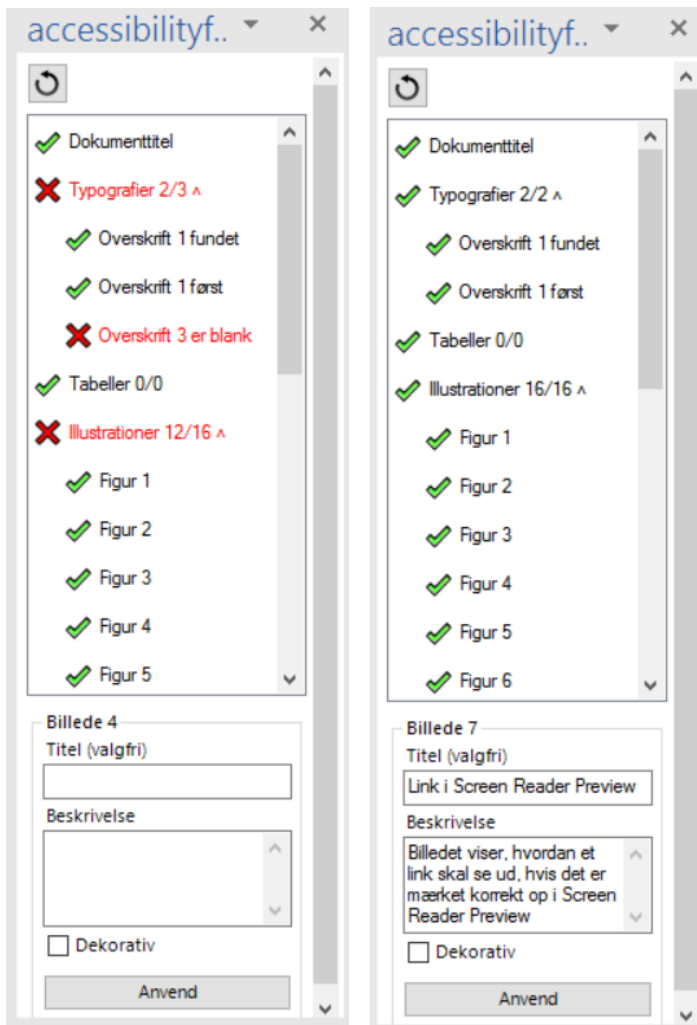 accessibilityf..
Dokumenttitel
Typografier 2/3 ^
Overskrift 1 fundet
Overskrift 1 først
Overskrift 3 er blank
Tabeller 0/0
Illustrationer 12/16 ^
Figur 1
Figur 2
Figur 3
Figur 4
Figur 5
Billede 4
Titel (valgfri)
Beskrivelse
Dekorativ
Anvend
accessibilityf..
Dokumenttitel
Typografier 2/2 ^
Overskrift 1 fundet
Overskrift 1 først
Tabeller 0/0
Illustrationer 16/16 ^
Figur 1
Figur 2
Figur 3
Figur 4
Figur 5
Figur 6
Billede 7
Titel (valgfri)
Link i Screen Reader Preview
Beskrivelse
Billedet viser, hvordan et
link skal se ud, hvis det er
mærket korrekt op i Screen
Reader Preview
Dekorativ
Anvend